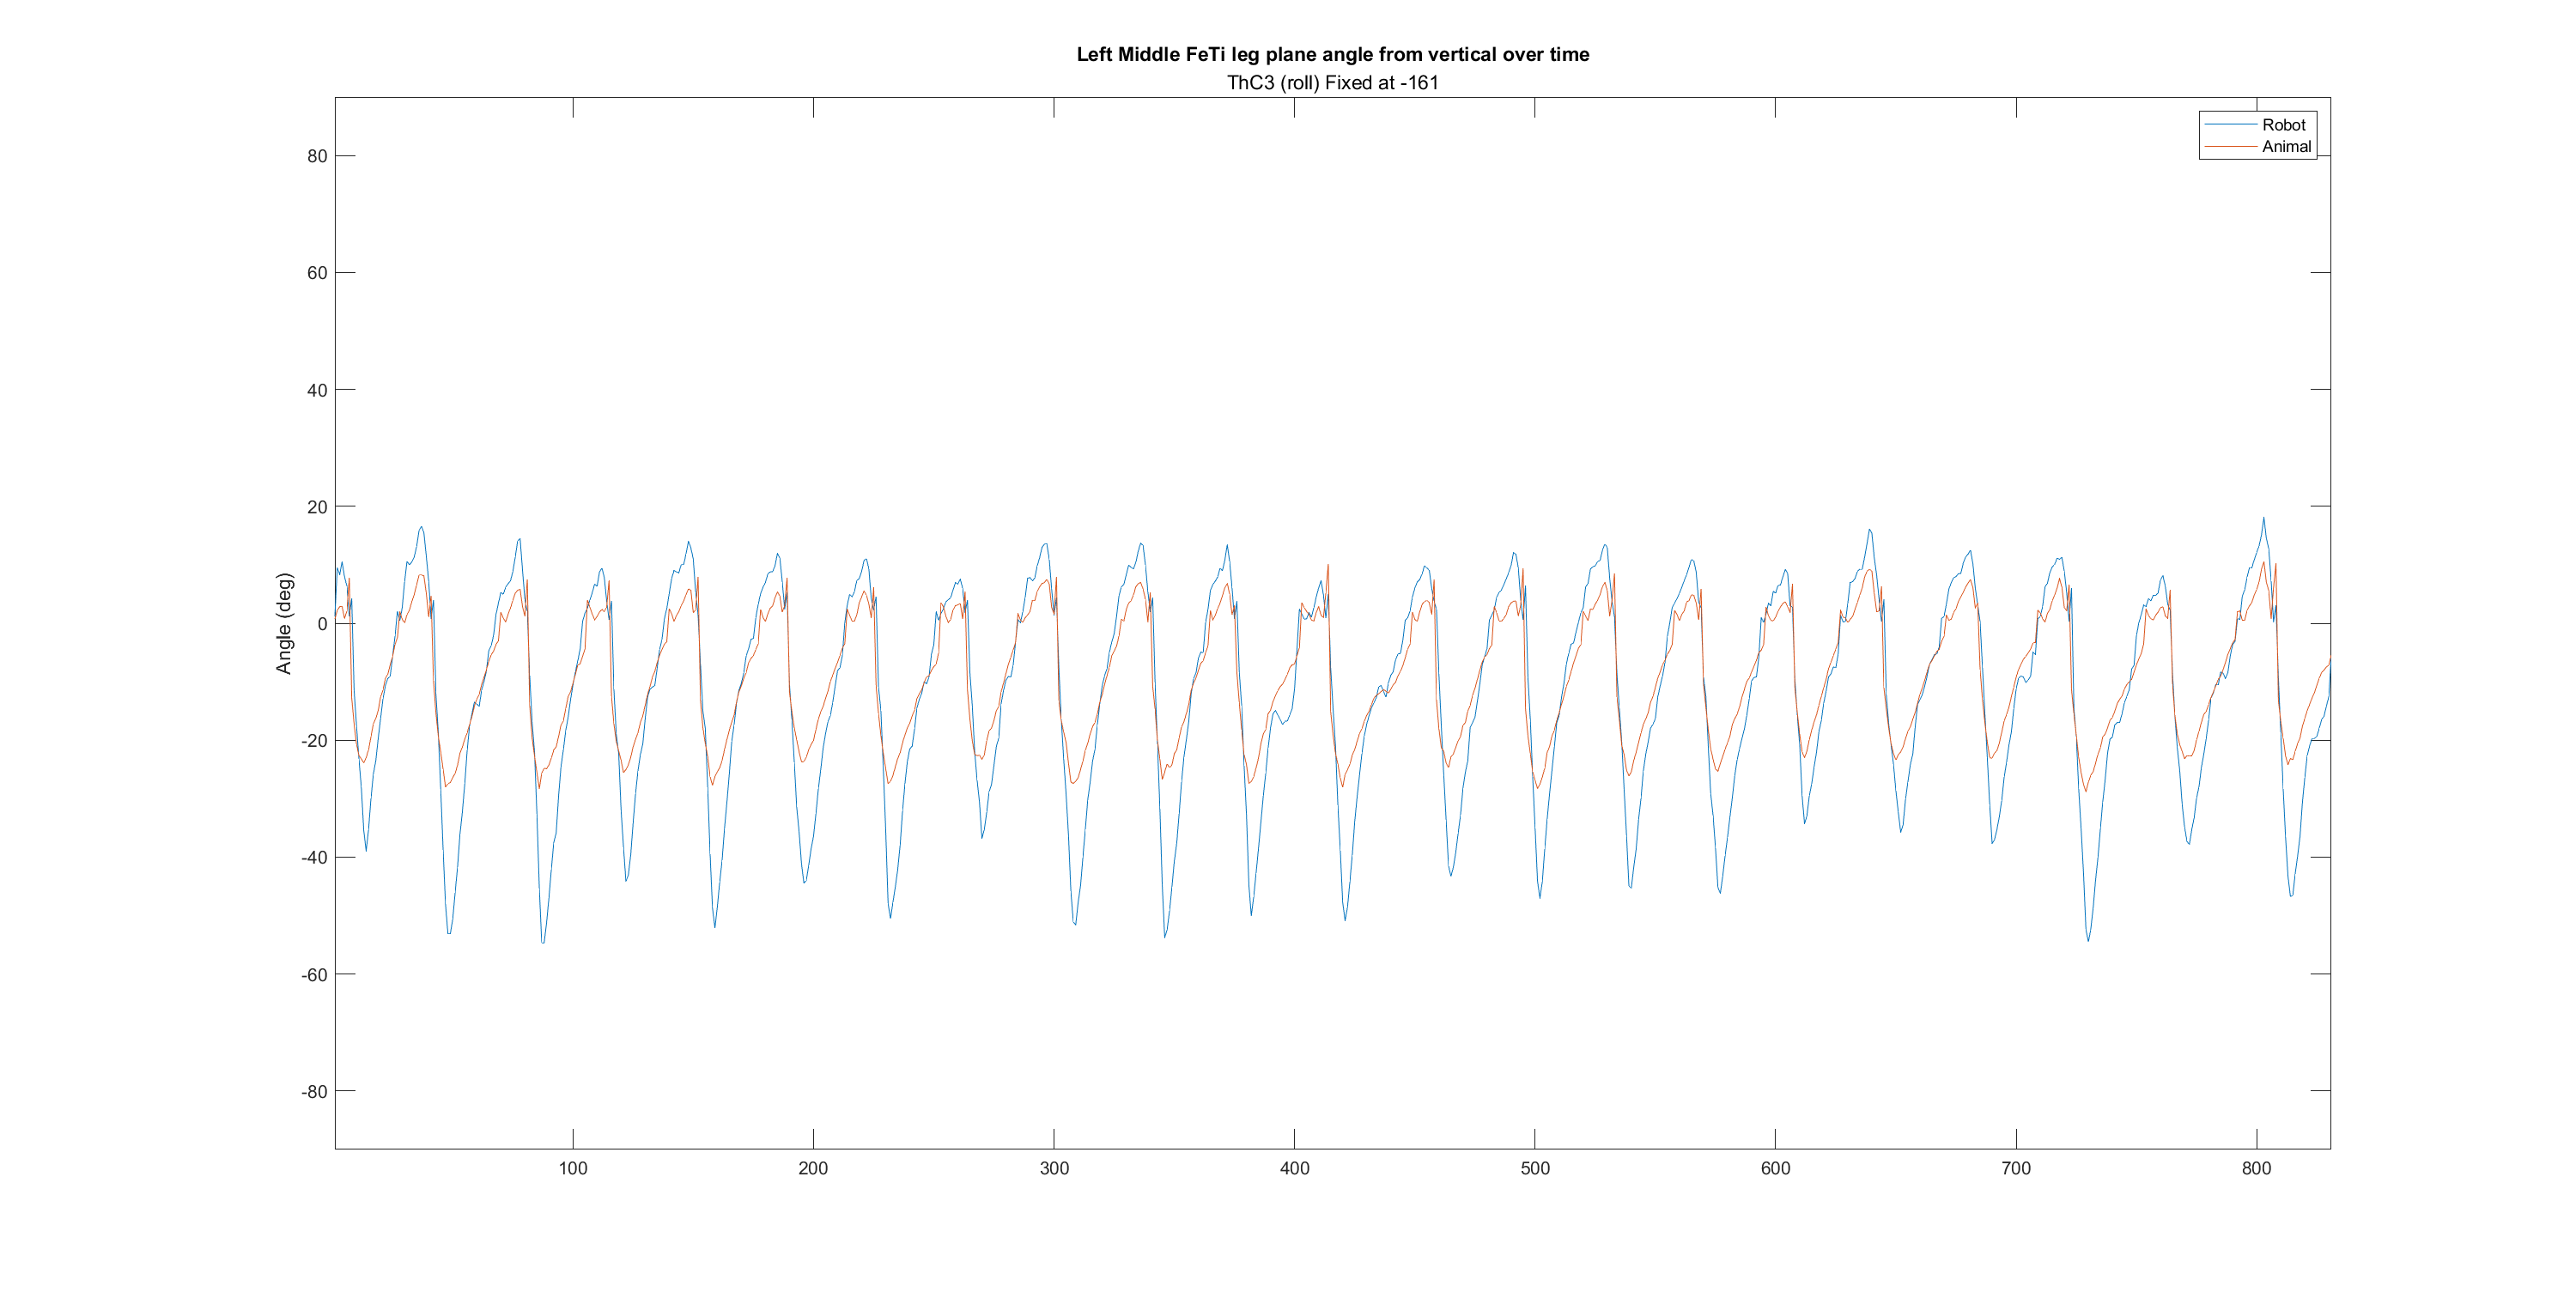 Left Middle FeTi leg plane angle from vertical over time
ThC3 (roll) Fixed at -161
Robot
Animal
Angle (deg)
80
60
40
20
0
-20
-40
-60
-80
100 200 300 400 500 600 700 800